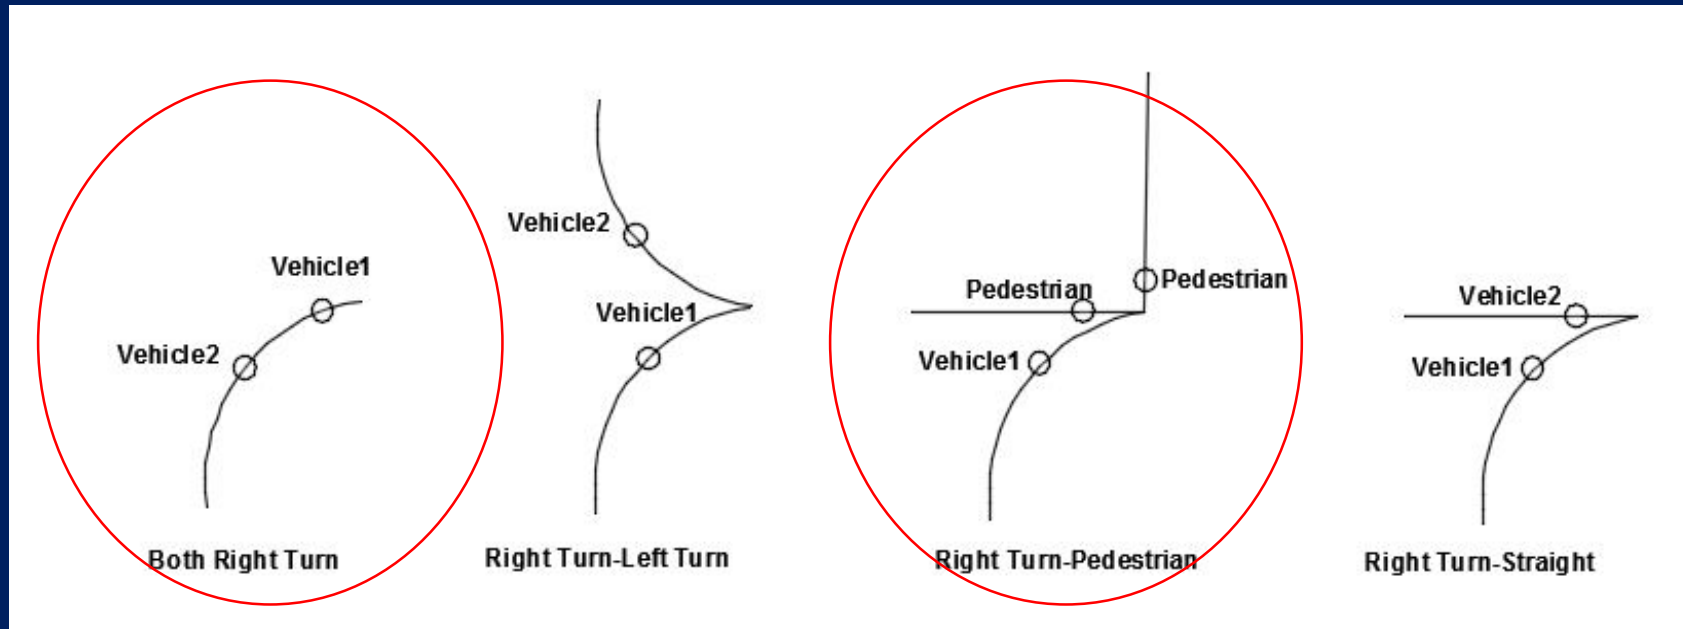 Vehicle1
Vehicle2
Both Right Turn
Vehicle2
Vehicle1
Right Turn-Left Turn
Pedestrian
Pedestrian
Vehicle1
Right Turn-Pedestrian
Vehicle2
Vehicle1
Right Turn-Straight